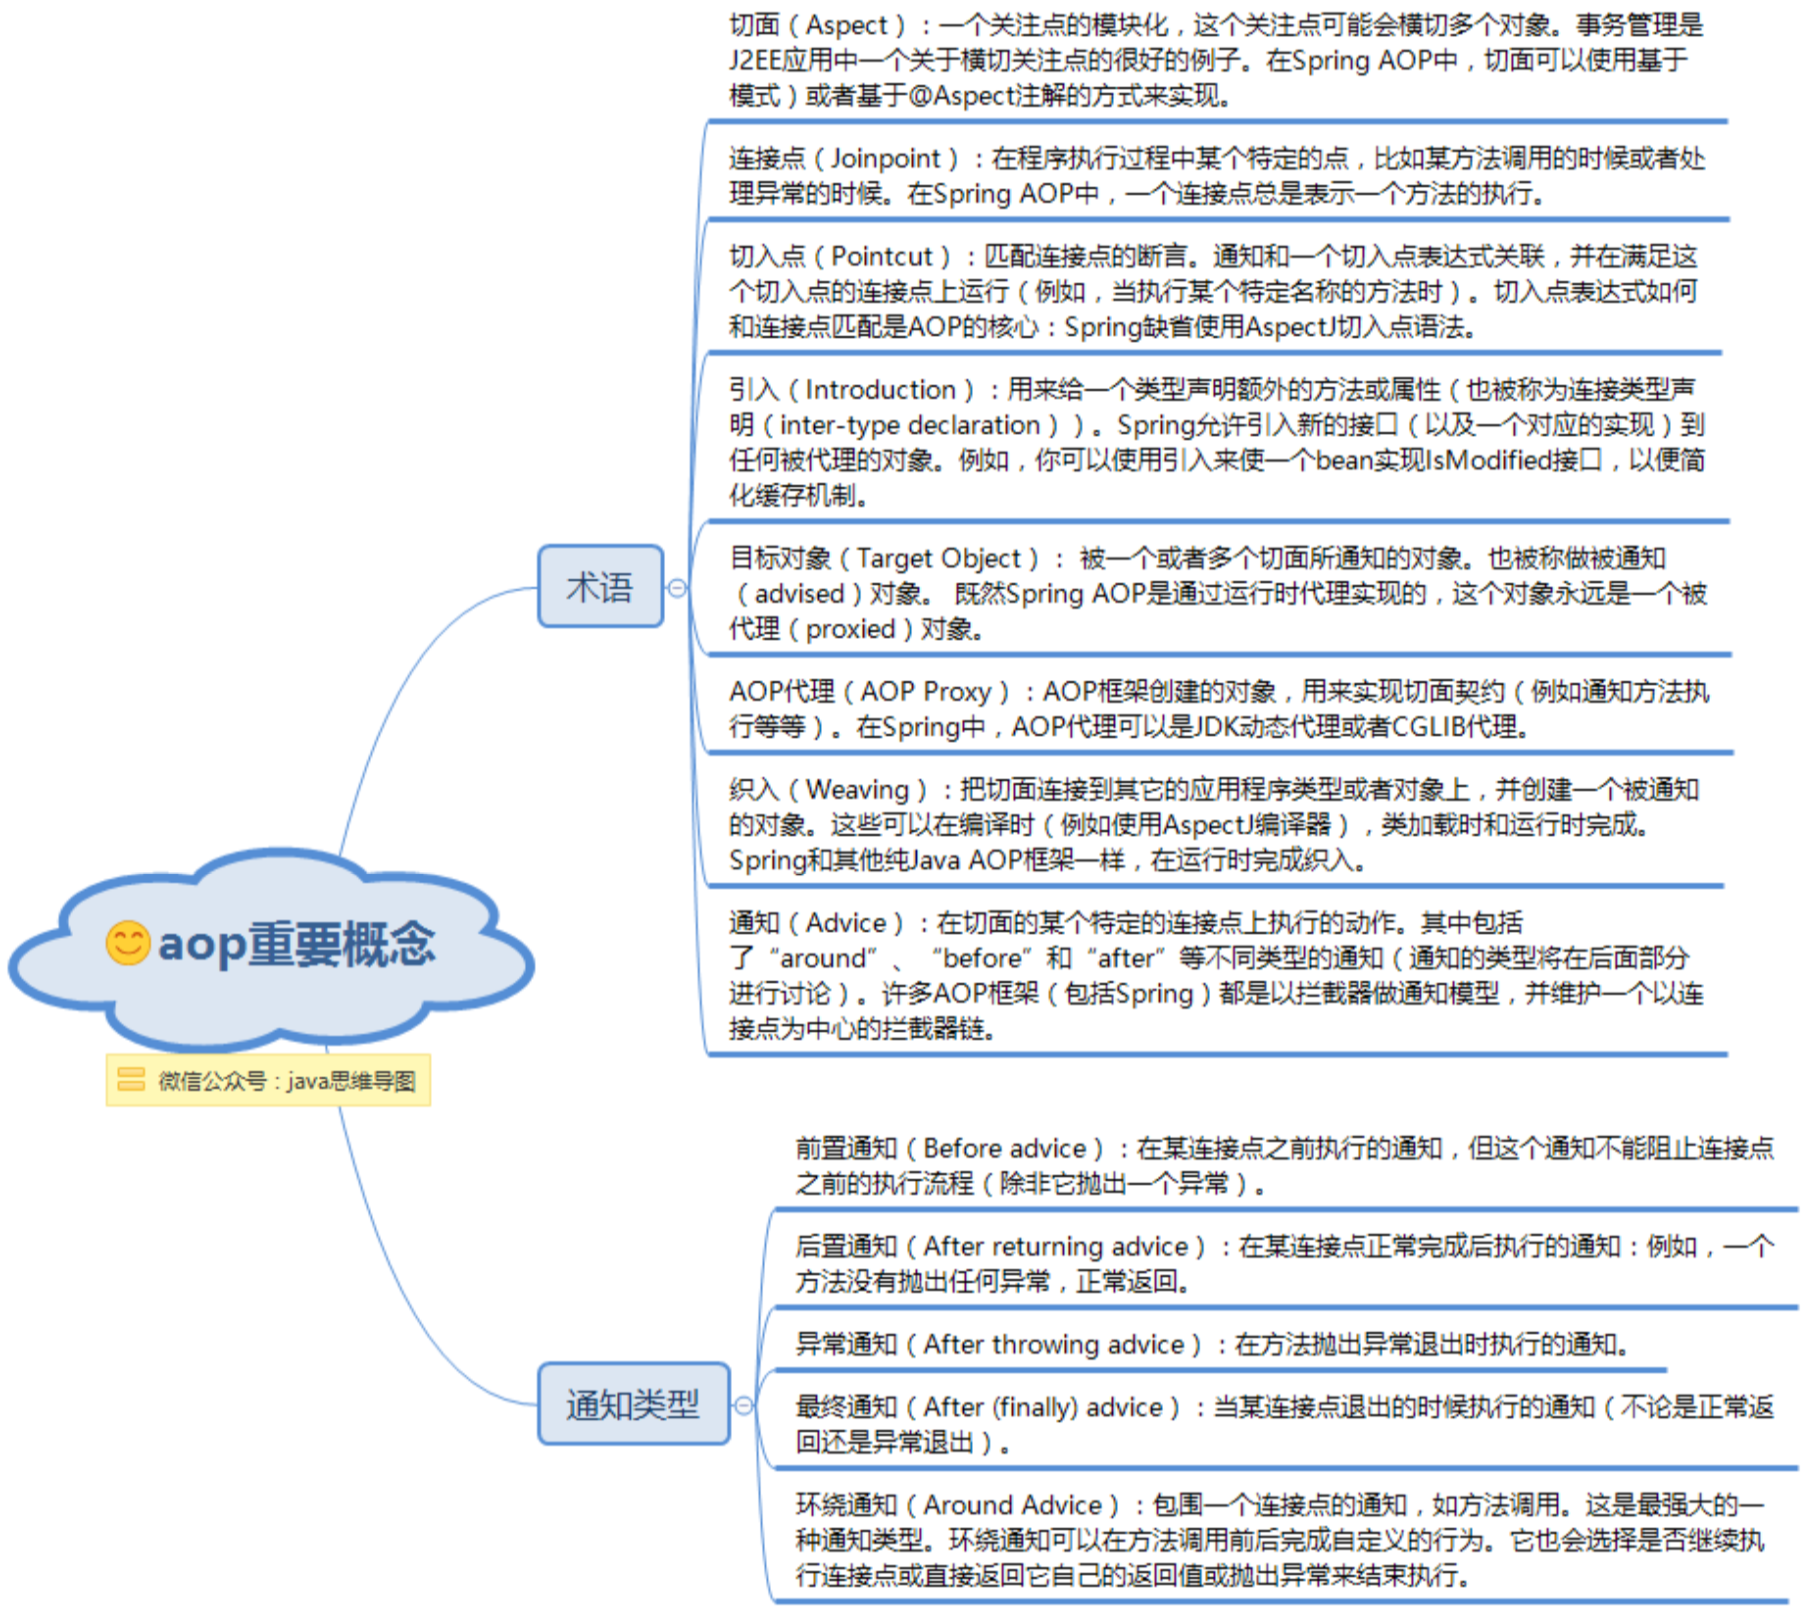 切面（Aspect）：一个关注点的模块化，这个关注点可能会横切多个对象。事务管理是
J2EE应用中一个关于横切关注点的很好的例子。在Spring AOP中，切面可以使用基于
模式）或者基于@Aspect注解的方式来实现。
连接点（Joinpoint）：在程序执行过程中某个特定的点，比如某方法调用的时候或者处
理异常的时候。在Spring AOP中，一个连接点总是表示一个方法的执行。
切入点（Pointcut）：匹配连接点的断言。通知和一个切入点表达式关联，并在满足这
个切入点的连接点上运行（例如，当执行某个特定名称的方法时）。切入点表达式如何
和连接点匹配是AOP的核心：Spring缺省使用AspectJ切入点语法。
引入（Introduction）：用来给一个类型声明额外的方法或属性（也被称为连接类型声
明（inter-type declaration））。Spring允许引入新的接口（以及一个对应的实现）到
任何被代理的对象。例如，你可以使用引入来使一个bean实现IsModified接口，以便简
化缓存机制。
术语
目标对象（Target Object）： 被一个或者多个切面所通知的对象。也被称做被通知
（advised）对象。 既然Spring AOP是通过运行时代理实现的，这个对象永远是一个被
代理（proxied）对象。
AOP代理（AOP Proxy）：AOP框架创建的对象，用来实现切面契约（例如通知方法执
行等等）。在Spring中，AOP代理可以是JDK动态代理或者CGLIB代理。
织入（Weaving）：把切面连接到其它的应用程序类型或者对象上，并创建一个被通知
的对象。这些可以在编译时（例如使用AspectJ编译器），类加载时和运行时完成。
Spring和其他纯Java AOP框架一样，在运行时完成织入。
通知（Advice）：在切面的某个特定的连接点上执行的动作。其中包括
了“around”、“before”和“after”等不同类型的通知（通知的类型将在后面部分
进行讨论）。许多AOP框架（包括Spring）都是以拦截器做通知模型，并维护一个以连
接点为中心的拦截器链。
aop重要概念
微信公众号：java思维导图
前置通知（Before advice）：在某连接点之前执行的通知，但这个通知不能阻止连接点
之前的执行流程（除非它抛出一个异常）。
后置通知（After returning advice）：在某连接点正常完成后执行的通知：例如，一个
方法没有抛出任何异常，正常返回。
异常通知（After throwing advice）：在方法抛出异常退出时执行的通知。
通知类型
最终通知（After (finally) advice）：当某连接点退出的时候执行的通知（不论是正常返
回还是异常退出）。
环绕通知（Around Advice）：包围一个连接点的通知，如方法调用。这是最强大的一
种通知类型。环绕通知可以在方法调用前后完成自定义的行为。它也会选择是否继续执
行连接点或直接返回它自己的返回值或抛出异常来结束执行。